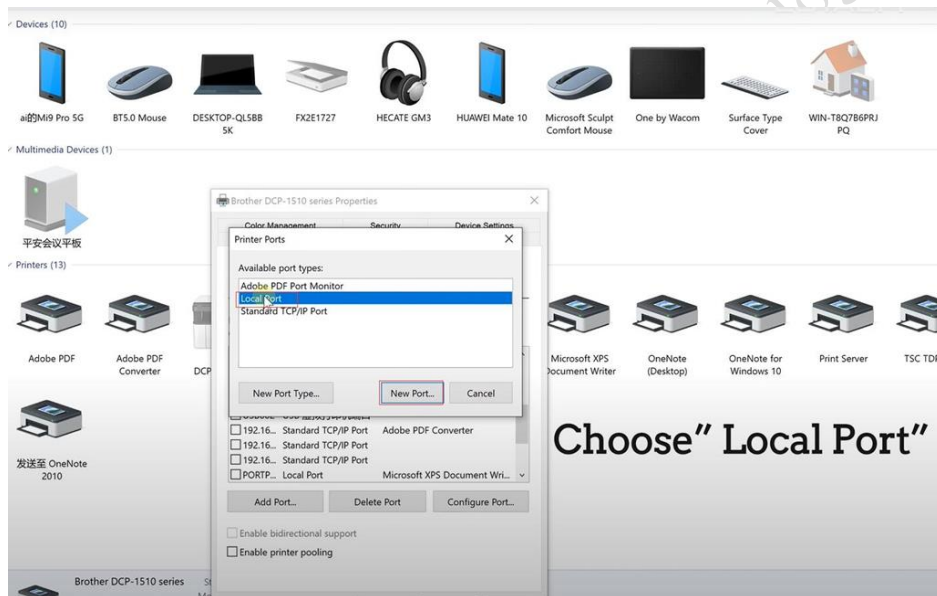 Devices (10)
ai的Mi9 Pro 5G
BT5.0 Mouse
DESKTOP-QL5BB
5K
FX2E1727
HECATE GM3
HUAWEI Mate 10
Microsoft Sculpt
Comfort Mouse
One by Wacom
Surface Type
Cover
WIN-T8Q7B6PRJ
PQ
Multimedia Devices (1)
平安会议平板
Brother DCP-1510 series Properties
Color Management Security Device Settings
Printer Ports
Available port types:
Adobe PDF Port Monitor
Local Port
Standard TCP/IP Port
New Port Type... New Port... Cancel
Printers (13)
Adobe PDF
Adobe PDF
Converter
DCP
Microsoft XPS
Document Writer
OneNote
(Desktop)
OneNote for
Windows 10
Print Server
TSC TDP
发送至 OneNote
2010
192.16... Standard TCP/IP Port Adobe PDF Converter
192.16... Standard TCP/IP Port
192.16... Standard TCP/IP Port
PORTP... Local Port Microsoft XPS Document Wri...
Add Port... Delete Port Configure Port...
Enable bidirectional support
Enable printer pooling
Choose” Local Port”
Brother DCP-1510 series